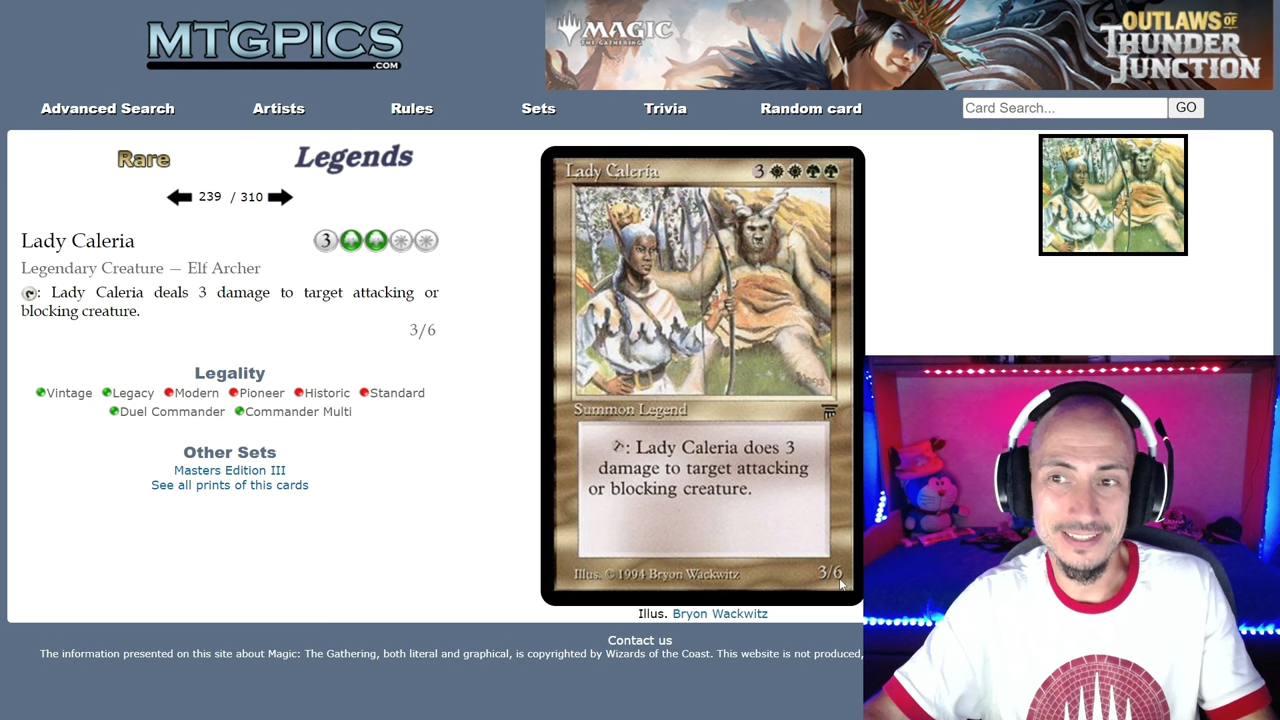 MTGPICS
.COM
MAGIC
THE GATHERING
OUTLAWS OF
THUNDER
JUNCTION
Advanced Search
Artists
Rules
Sets
Trivia
Random card
Card Search...
GO
Rare
Legends
239 / 310
Lady Caleria
3
Legendary Creature — Elf Archer
: Lady Caleria deals 3 damage to target attacking or
blocking creature.
3/6
Legality
Vintage Legacy Modern Pioneer Historic Standard
Duel Commander Commander Multi
Other Sets
Masters Edition III
See all prints of this cards
Lady Caleria 3
Summon Legend
: Lady Caleria does 3
damage to target attacking
or blocking creature.
Illus. © 1994 Bryon Wackwitz 3/6
Illus. Bryon Wackwitz
Contact us
The information presented on this site about Magic: The Gathering, both literal and graphical, is copyrighted by Wizards of the Coast. This website is not produced,